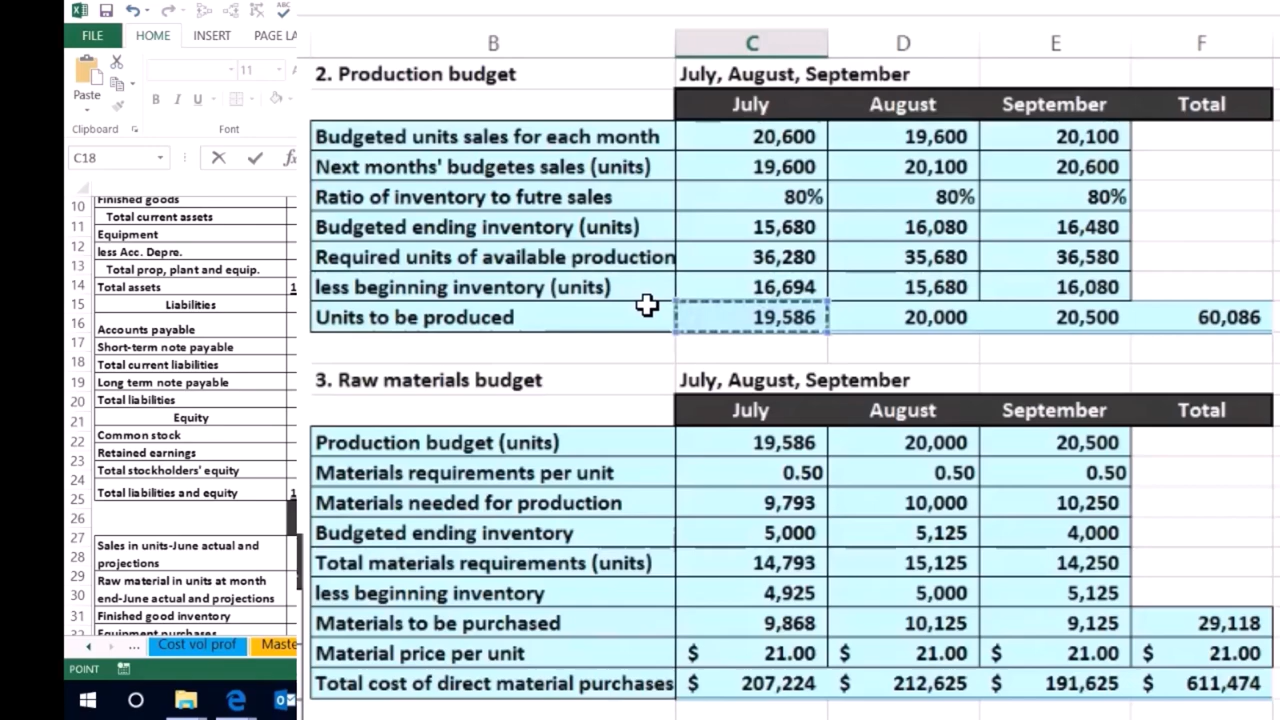 ABC
FILE HOME INSERT PAGE LA
Paste
11
A
B I U
Clipboard
Font
C18
fx
10 Finished goods
Total current assets
11 Equipment
12 less Acc. Depre.
13 Total prop, plant and equip.
14 Total assets 1
15 Liabilities
16 Accounts payable
17 Short-term note payable
18 Total current liabilities
19 Long term note payable
20 Total liabilities
21 Equity
22 Common stock
23 Retained earnings
24 Total stockholders' equity
25 Total liabilities and equity 1
26
27 Sales in units-June actual and
28 projections
29 Raw material in units at month
30 end-June actual and projections
31 Finished good inventory
32 Equipment purchases
... Cost vol prof Maste
POINT
B C D E F
2. Production budget July, August, September
July August September Total
Budgeted units sales for each month 20,600 19,600 20,100
Next months' budgetes sales (units) 19,600 20,100 20,600
Ratio of inventory to futre sales 80% 80% 80%
Budgeted ending inventory (units) 15,680 16,080 16,480
Required units of available production 36,280 35,680 36,580
less beginning inventory (units) 16,694 15,680 16,080
Units to be produced 19,586 20,000 20,500 60,086
3. Raw materials budget July, August, September
July August September Total
Production budget (units) 19,586 20,000 20,500
Materials requirements per unit 0.50 0.50 0.50
Materials needed for production 9,793 10,000 10,250
Budgeted ending inventory 5,000 5,125 4,000
Total materials requirements (units) 14,793 15,125 14,250
less beginning inventory 4,925 5,000 5,125
Materials to be purchased 9,868 10,125 9,125 29,118
Material price per unit $ 21.00 $ 21.00 $ 21.00 $ 21.00
Total cost of direct material purchases $ 207,224 $ 212,625 $ 191,625 $ 611,474